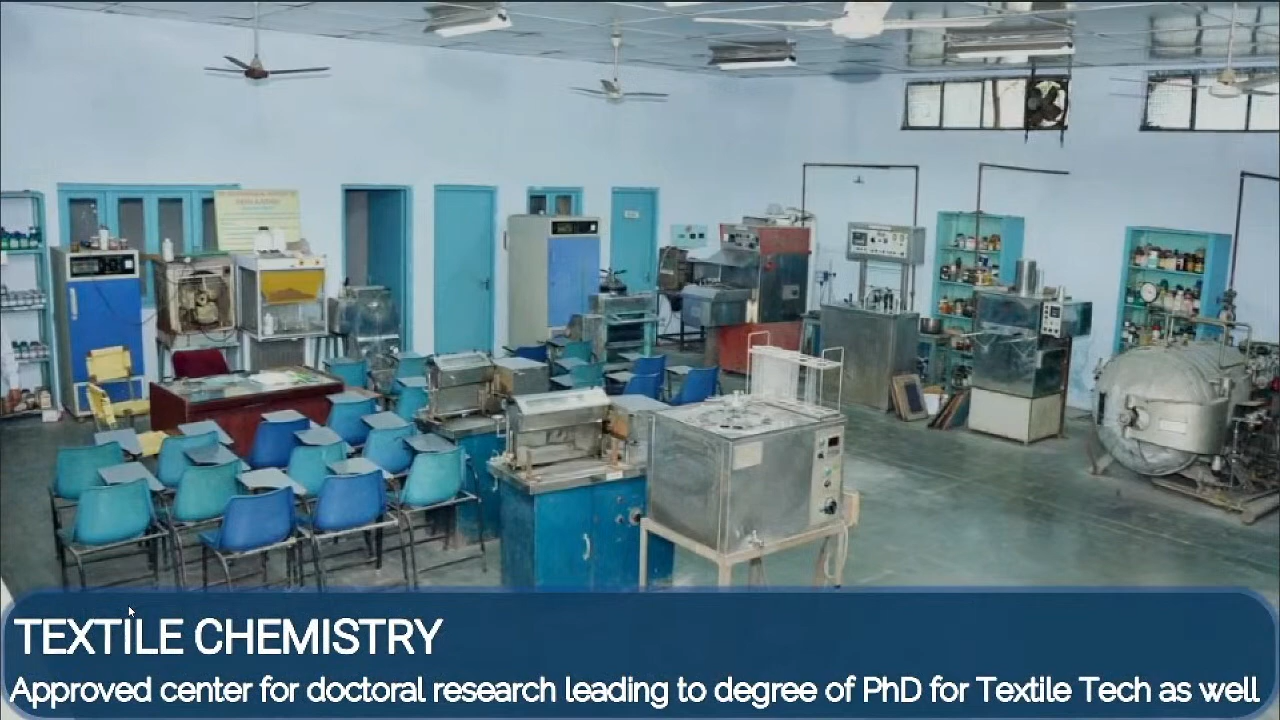 TEXTILE CHEMISTRY
Approved center for doctoral research leading to degree of PhD for Textile Tech as well